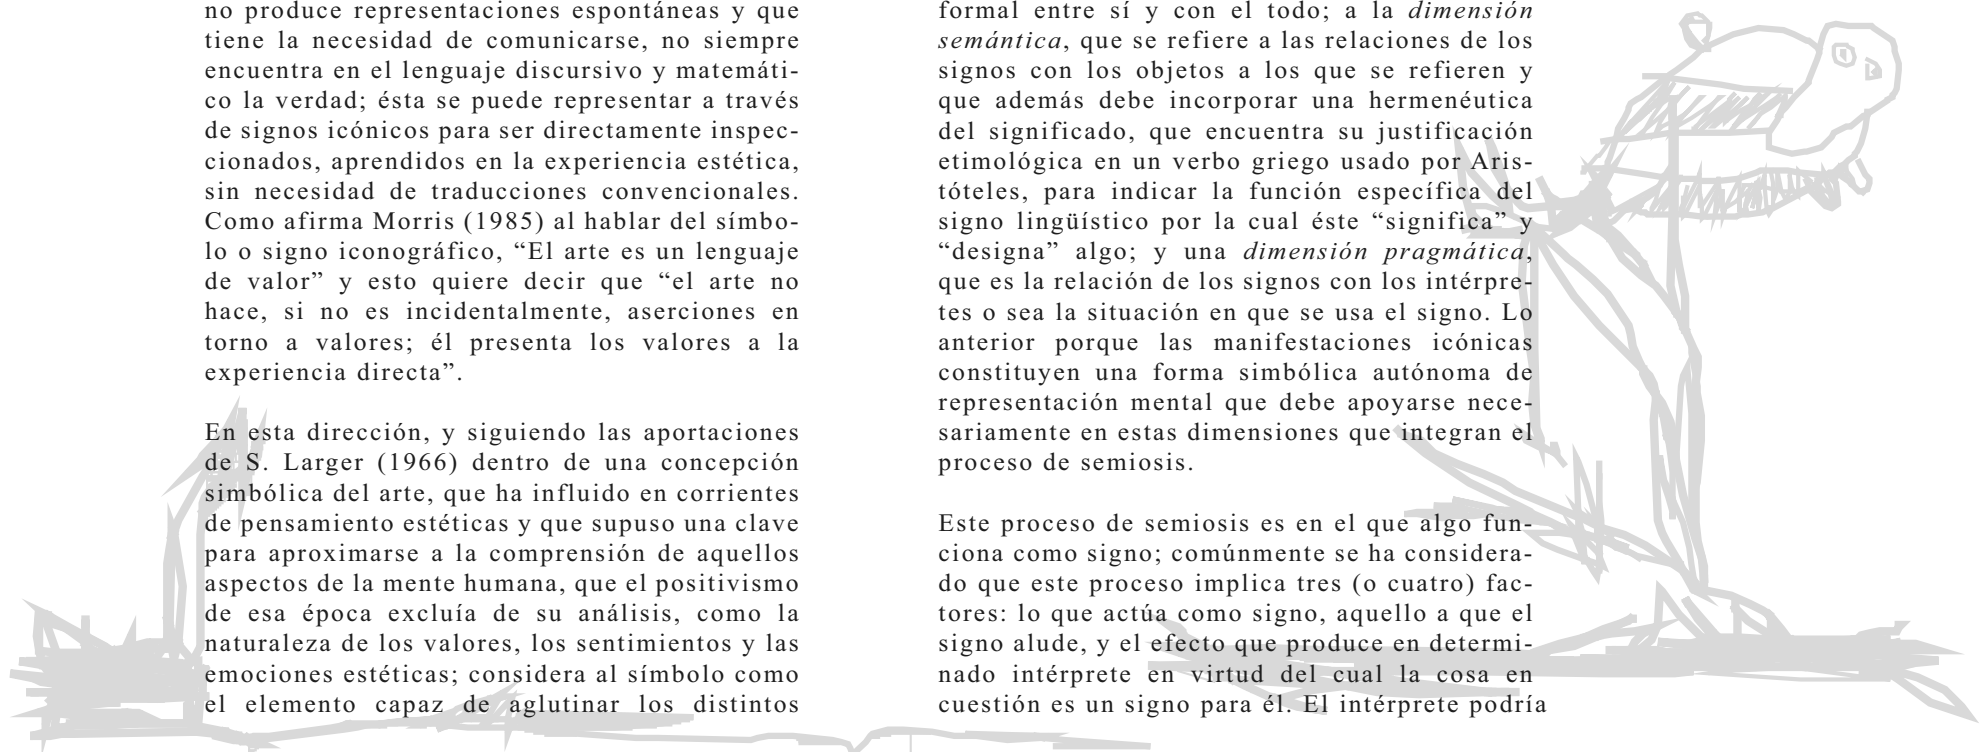 no produce representaciones espontáneas y que
tiene la necesidad de comunicarse, no siempre
encuentra en el lenguaje discursivo y matemáti-
co la verdad; ésta se puede representar a través
de signos icónicos para ser directamente inspec-
cionados, aprendidos en la experiencia estética,
sin necesidad de traducciones convencionales.
Como afirma Morris (1985) al hablar del símbo-
lo o signo iconográfico, “El arte es un lenguaje
de valor” y esto quiere decir que “el arte no
hace, si no es incidentalmente, aserciones en
torno a valores; él presenta los valores a la
experiencia directa”.
En esta dirección, y siguiendo las aportaciones
de S. Larger (1966) dentro de una concepción
simbólica del arte, que ha influido en corrientes
de pensamiento estéticas y que supuso una clave
para aproximarse a la comprensión de aquellos
aspectos de la mente humana, que el positivismo
de esa época excluía de su análisis, como la
naturaleza de los valores, los sentimientos y las
emociones estéticas; considera al símbolo como
el elemento capaz de aglutinar los distintos
formal entre sí y con el todo; a la dimensión
semántica, que se refiere a las relaciones de los
signos con los objetos a los que se refieren y
que además debe incorporar una hermenéutica
del significado, que encuentra su justificación
etimológica en un verbo griego usado por Aris-
tóteles, para indicar la función específica del
signo lingüístico por la cual éste “significa” y
“designa” algo; y una dimensión pragmática,
que es la relación de los signos con los intérpre-
tes o sea la situación en que se usa el signo. Lo
anterior porque las manifestaciones icónicas
constituyen una forma simbólica autónoma de
representación mental que debe apoyarse nece-
sariamente en estas dimensiones que integran el
proceso de semiosis.
Este proceso de semiosis es en el que algo fun-
ciona como signo; comúnmente se ha considera-
do que este proceso implica tres (o cuatro) fac-
tores: lo que actúa como signo, aquello a que el
signo alude, y el efecto que produce en determi-
nado intérprete en virtud del cual la cosa en
cuestión es un signo para él. El intérprete podría